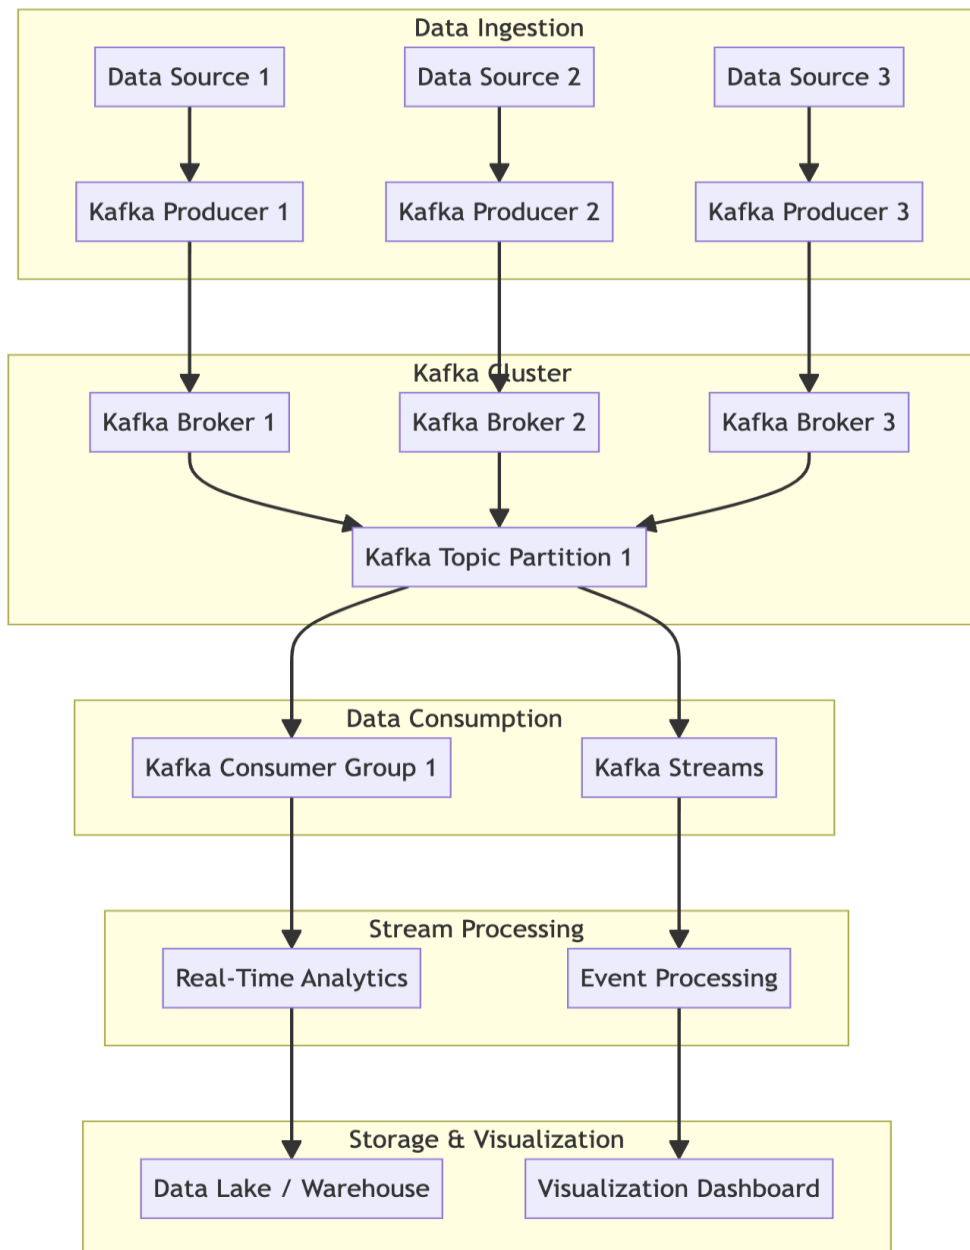 Data Ingestion
Data Source 1
Data Source 2
Data Source 3
Kafka Producer 1
Kafka Producer 2
Kafka Producer 3
Kafka Cluster
Kafka Broker 1
Kafka Broker 2
Kafka Broker 3
Kafka Topic Partition 1
Data Consumption
Kafka Consumer Group 1
Kafka Streams
Stream Processing
Real-Time Analytics
Event Processing
Storage & Visualization
Data Lake / Warehouse
Visualization Dashboard